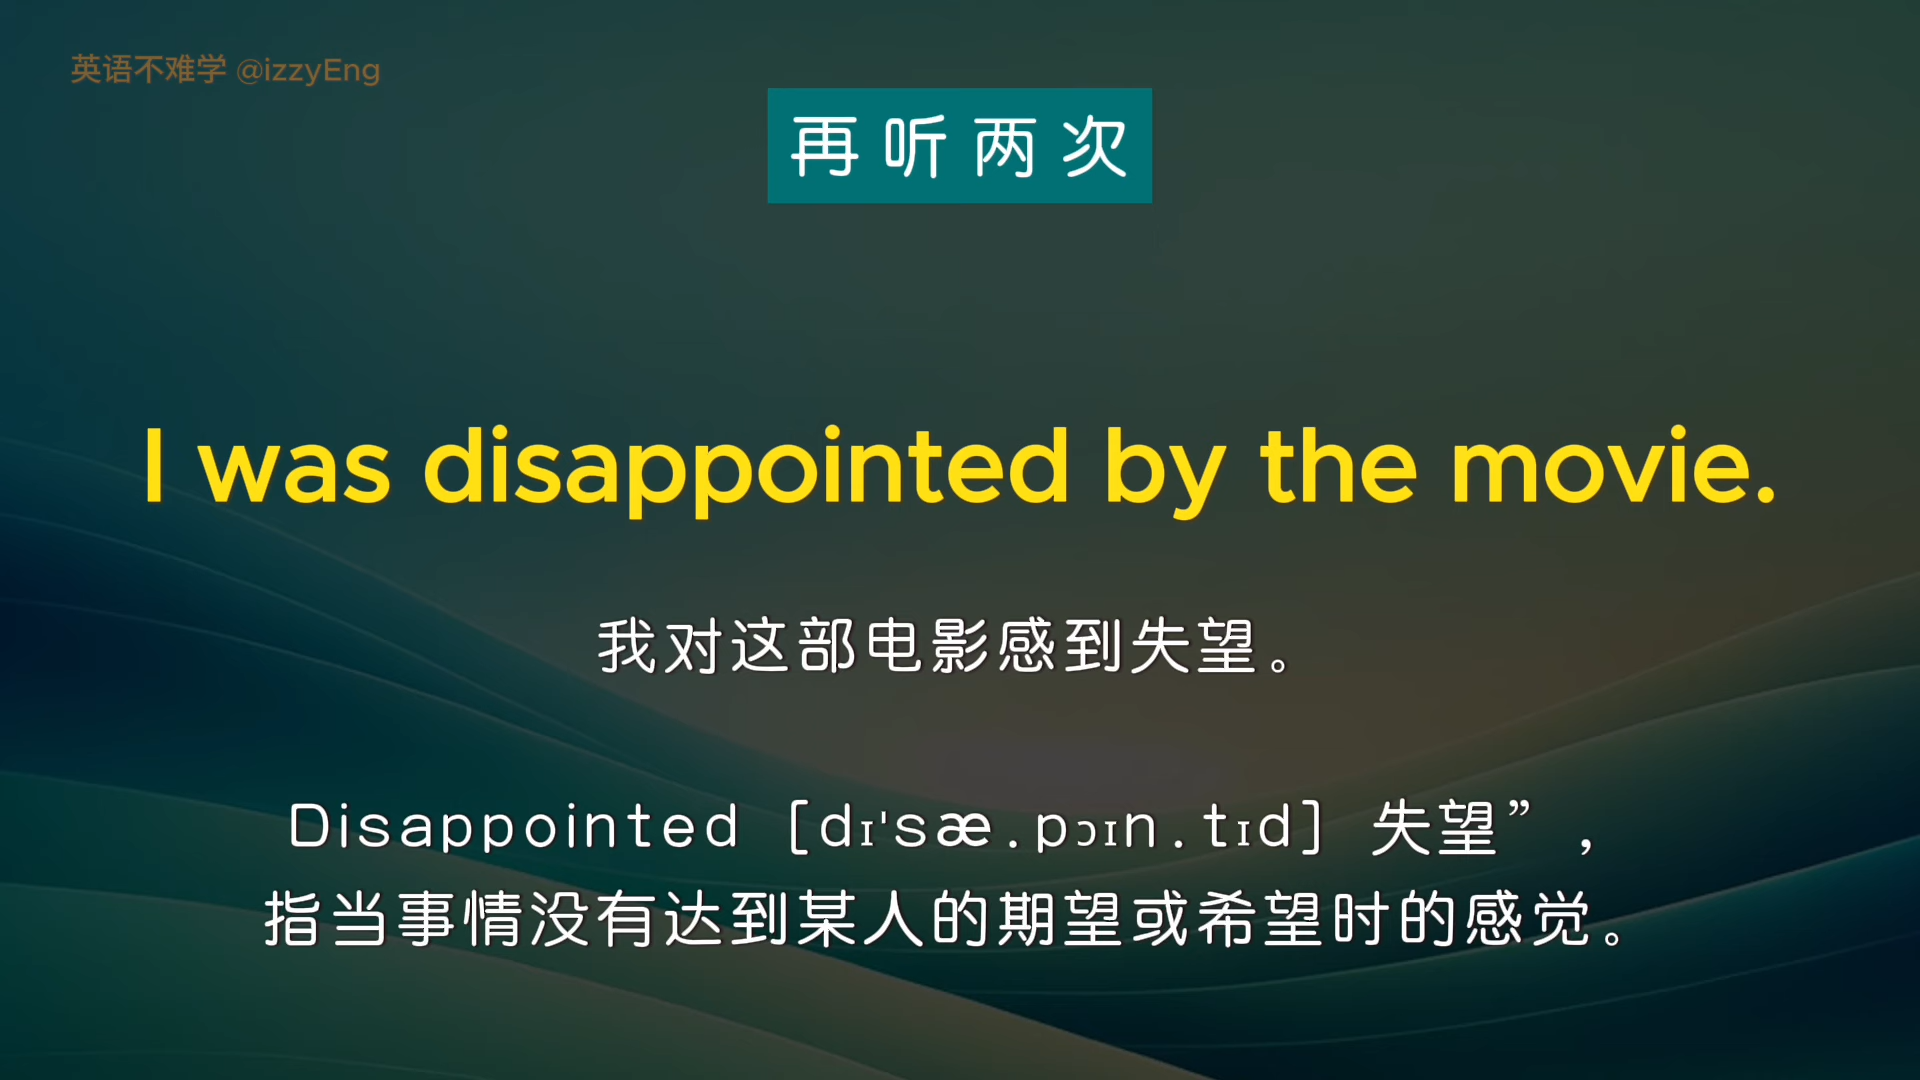 英语不难学 @izzyEng
再听两次
I was disappointed by the movie.
我对这部电影感到失望。
Disappointed [dɪˈsæ.pɔɪn.tɪd] 失望”，
指当事情没有达到某人的期望或希望时的感觉。